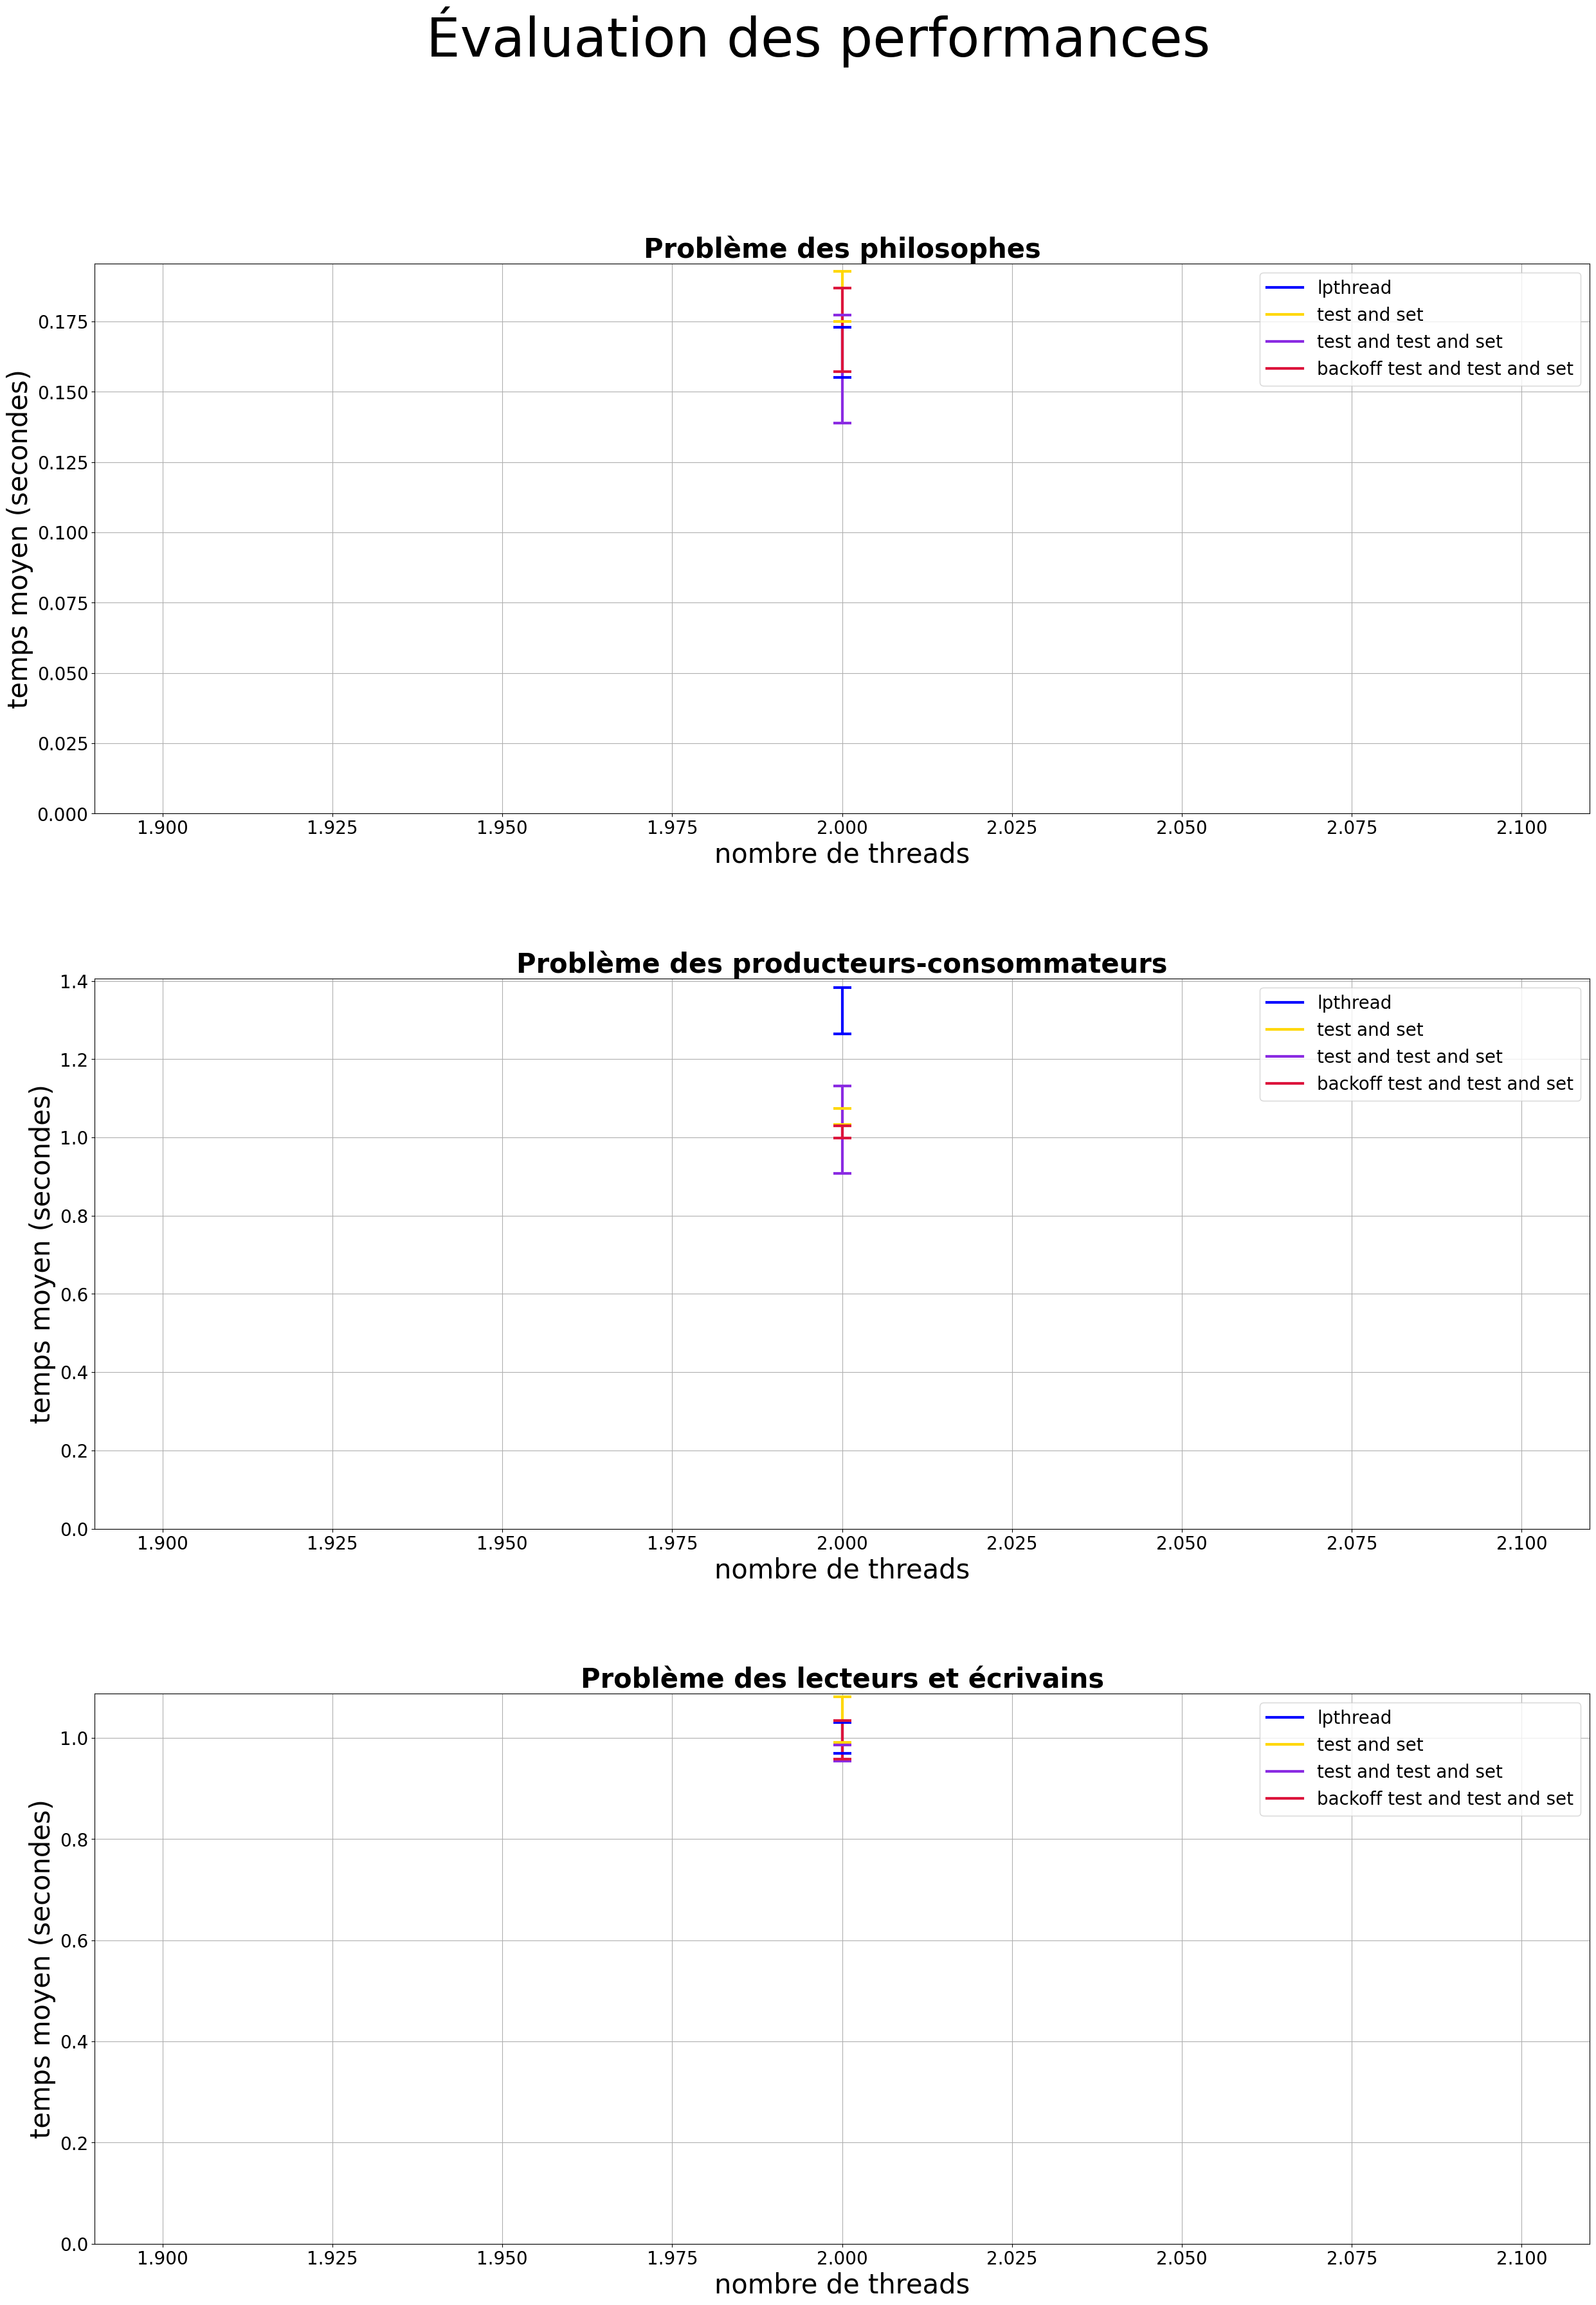 Évaluation des performances
Problème des philosophes
temps moyen (secondes)
0.175
0.150
0.125
0.100
0.075
0.050
0.025
0.000
lpthread
test and set
test and test and set
backoff test and test and set
1.900 1.925 1.950 1.975 2.000 2.025 2.050 2.075 2.100
nombre de threads
Problème des producteurs-consommateurs
temps moyen (secondes)
1.4
1.2
1.0
0.8
0.6
0.4
0.2
0.0
lpthread
test and set
test and test and set
backoff test and test and set
1.900 1.925 1.950 1.975 2.000 2.025 2.050 2.075 2.100
nombre de threads
Problème des lecteurs et écrivains
temps moyen (secondes)
1.0
0.8
0.6
0.4
0.2
0.0
lpthread
test and set
test and test and set
backoff test and test and set
1.900 1.925 1.950 1.975 2.000 2.025 2.050 2.075 2.100
nombre de threads